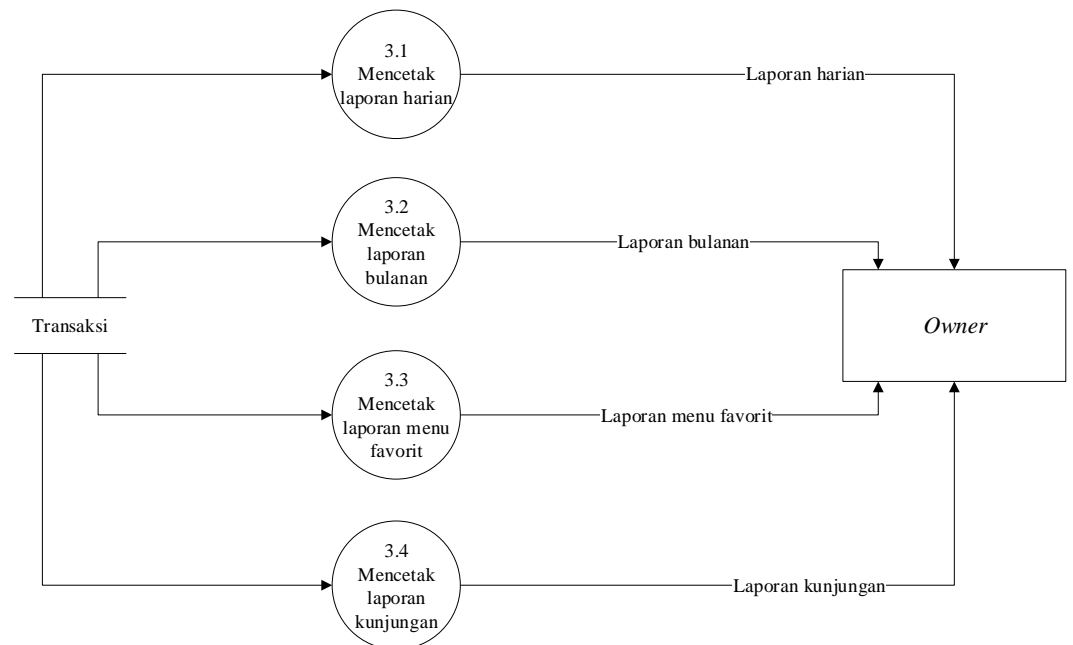 3.1
Mencetak
laporan harian
Laporan harian
3.2
Mencetak
laporan
bulanan
Laporan bulanan
Transaksi
Owner
3.3
Mencetak
laporan menu
favorit
Laporan menu favorit
3.4
Mencetak
laporan
kunjungan
Laporan kunjungan